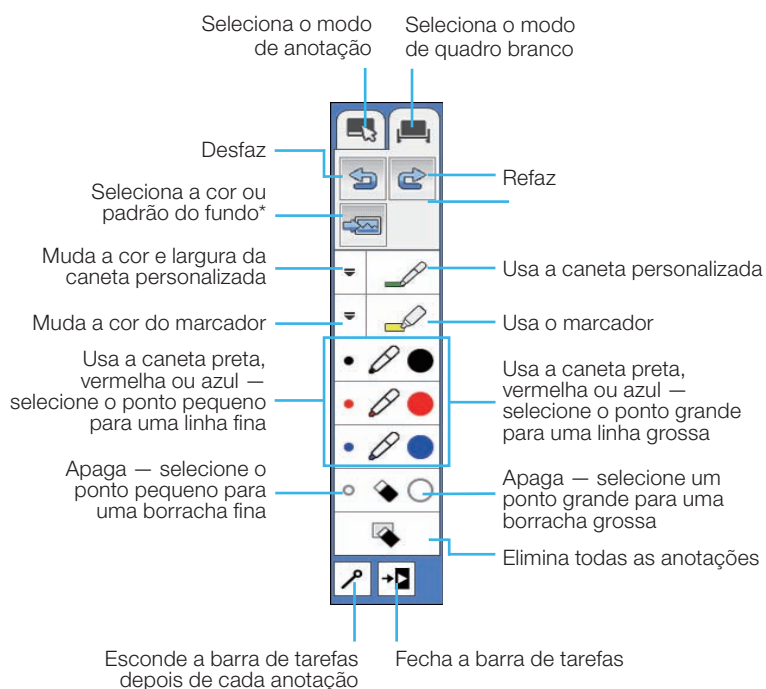 Seleciona o modo
de anotação
Seleciona o modo
de quadro branco
Desfaz
Refaz
Seleciona a cor ou
padrão do fundo*
Muda a cor e largura da
caneta personalizada
Usa a caneta personalizada
Muda a cor do marcador
Usa o marcador
Usa a caneta preta,
vermelha ou azul —
selecione o ponto pequeno
para uma linha fina
Usa a caneta preta,
vermelha ou azul —
selecione o ponto grande
para uma linha grossa
Apaga — selecione o
ponto pequeno para
uma borracha fina
Apaga — selecione um
ponto grande para uma
borracha grossa
Elimina todas as anotações
Esconde a barra de tarefas
depois de cada anotação
Fecha a barra de tarefas